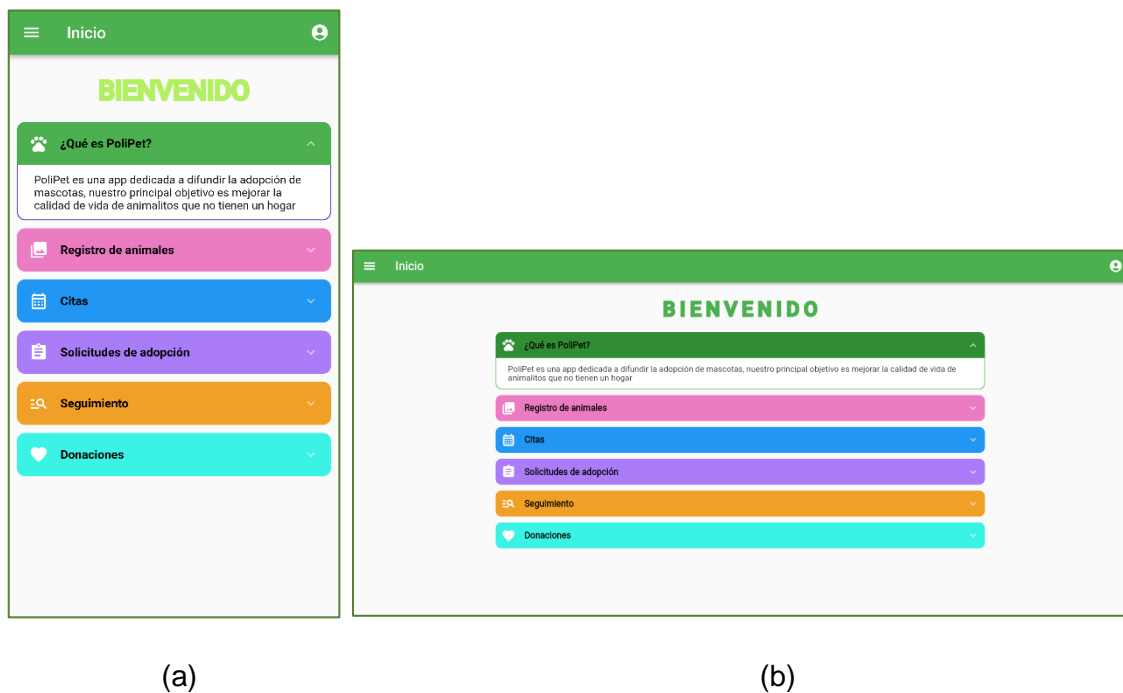 Inicio
BIENVENIDO
¿Qué es PoliPet?
PoliPet es una app dedicada a difundir la adopción de
mascotas, nuestro principal objetivo es mejorar la
calidad de vida de animalitos que no tienen un hogar
Registro de animales
Citas
Solicitudes de adopción
Seguimiento
Donaciones
(a)
Inicio
BIENVENIDO
¿Qué es PoliPet?
PoliPet es una app dedicada a difundir la adopción de mascotas, nuestro principal objetivo es mejorar la calidad de vida de
animalitos que no tienen un hogar
Registro de animales
Citas
Solicitudes de adopción
Seguimiento
Donaciones
(b)